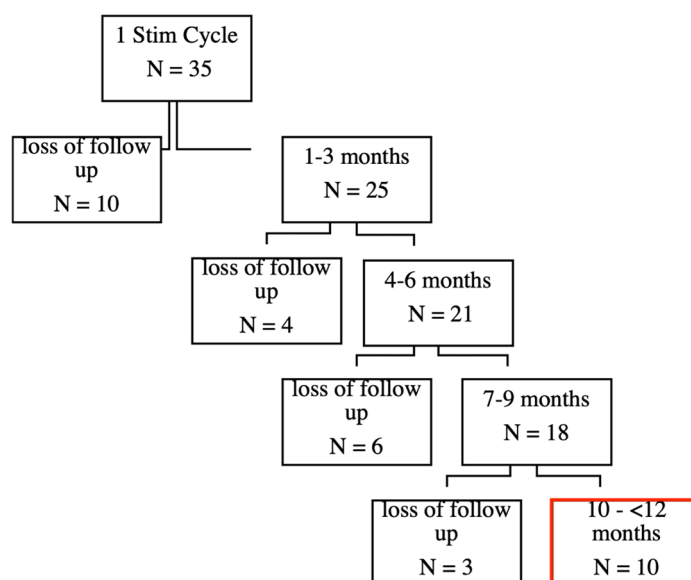 1 Stim Cycle
N = 35
loss of follow
up
N = 10
1-3 months
N = 25
loss of follow
up
N = 4
4-6 months
N = 21
loss of follow
up
N = 6
7-9 months
N = 18
loss of follow
up
N = 3
10 - <12
months
N = 10